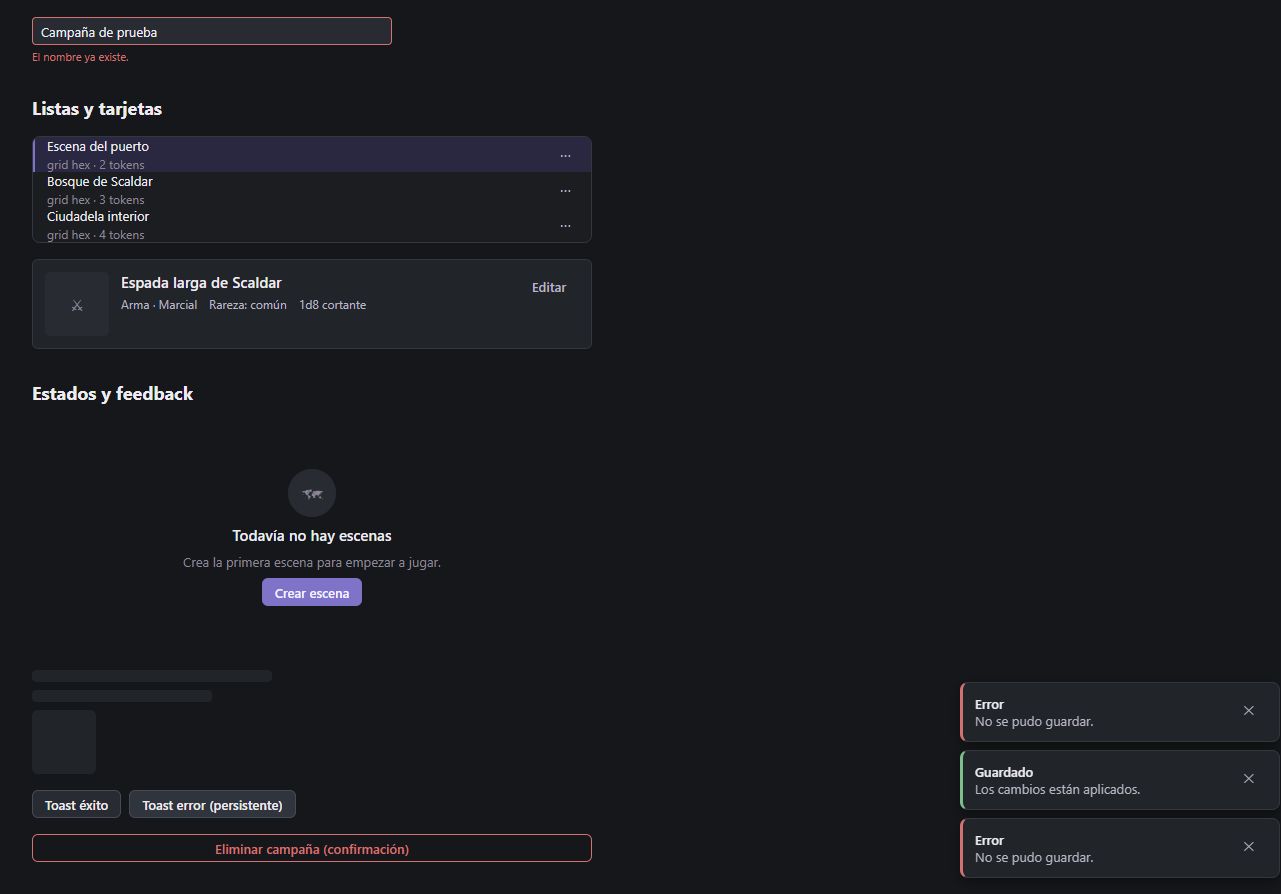 Campaña de prueba
El nombre ya existe.
Listas y tarjetas
Escena del puerto
grid hex · 2 tokens
...
Bosque de Scaldar
grid hex · 3 tokens
...
Ciudadela interior
grid hex · 4 tokens
...
Espada larga de Scaldar
Editar
Arma · Marcial Rareza: común 1d8 cortante
Estados y feedback
Todavía no hay escenas
Crea la primera escena para empezar a jugar.
Crear escena
Toast éxito
Toast error (persistente)
Eliminar campaña (confirmación)
Error
No se pudo guardar.
Guardado
Los cambios están aplicados.
Error
No se pudo guardar.